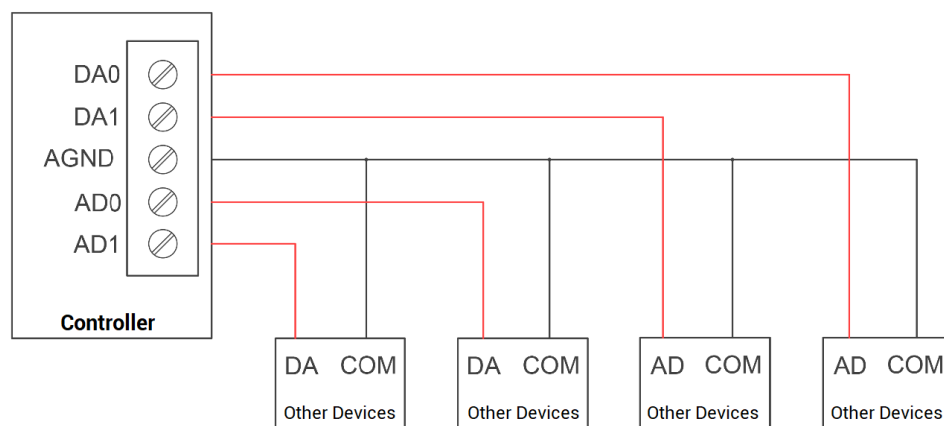 DA0
DA1
AGND
AD0
AD1
Controller
DA COM
Other Devices
DA COM
Other Devices
AD COM
Other Devices
AD COM
Other Devices